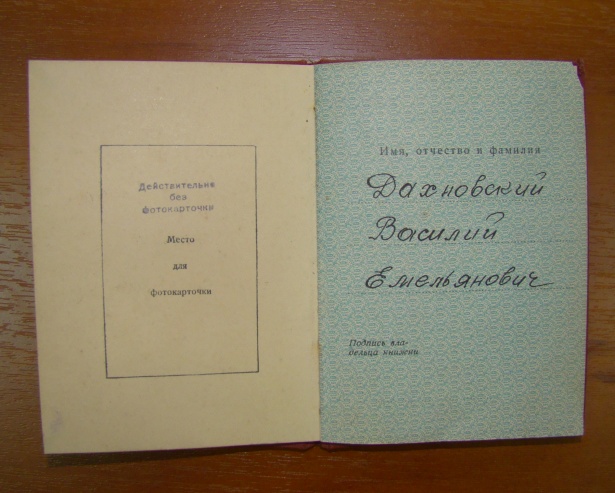 Действительна
без
фотокарточки
Место
для
фотокарточки
Имя, отчество и фамилия
Дахновский
Василий
Емельянович
Подпись вла-
дельца книжки